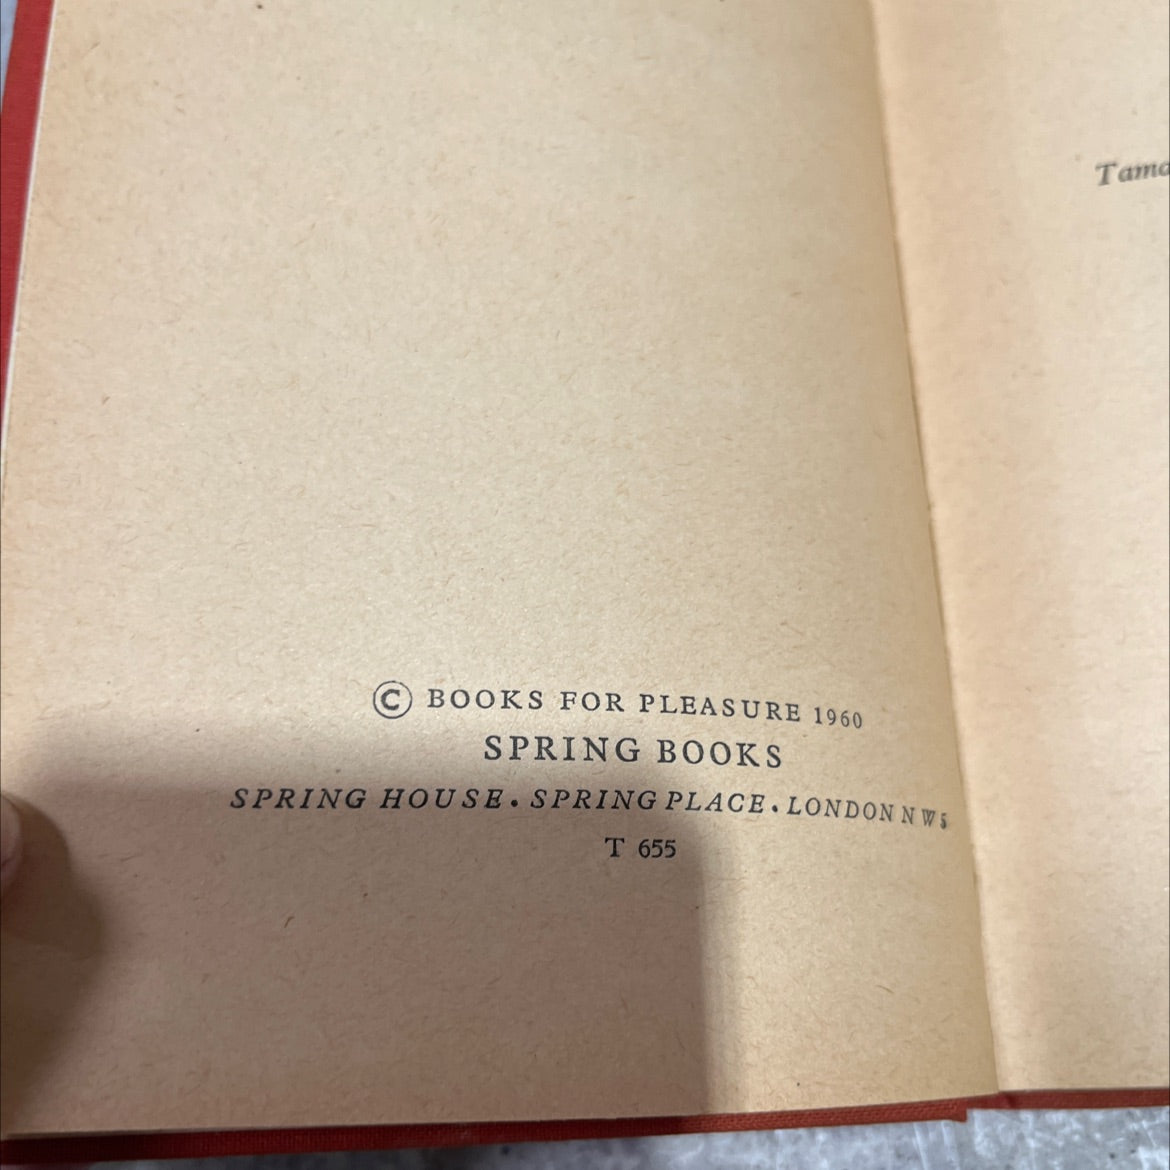 © BOOKS FOR PLEASURE 1960
SPRING BOOKS
SPRING HOUSE • SPRING PLACE • LONDON N W 5
T 655